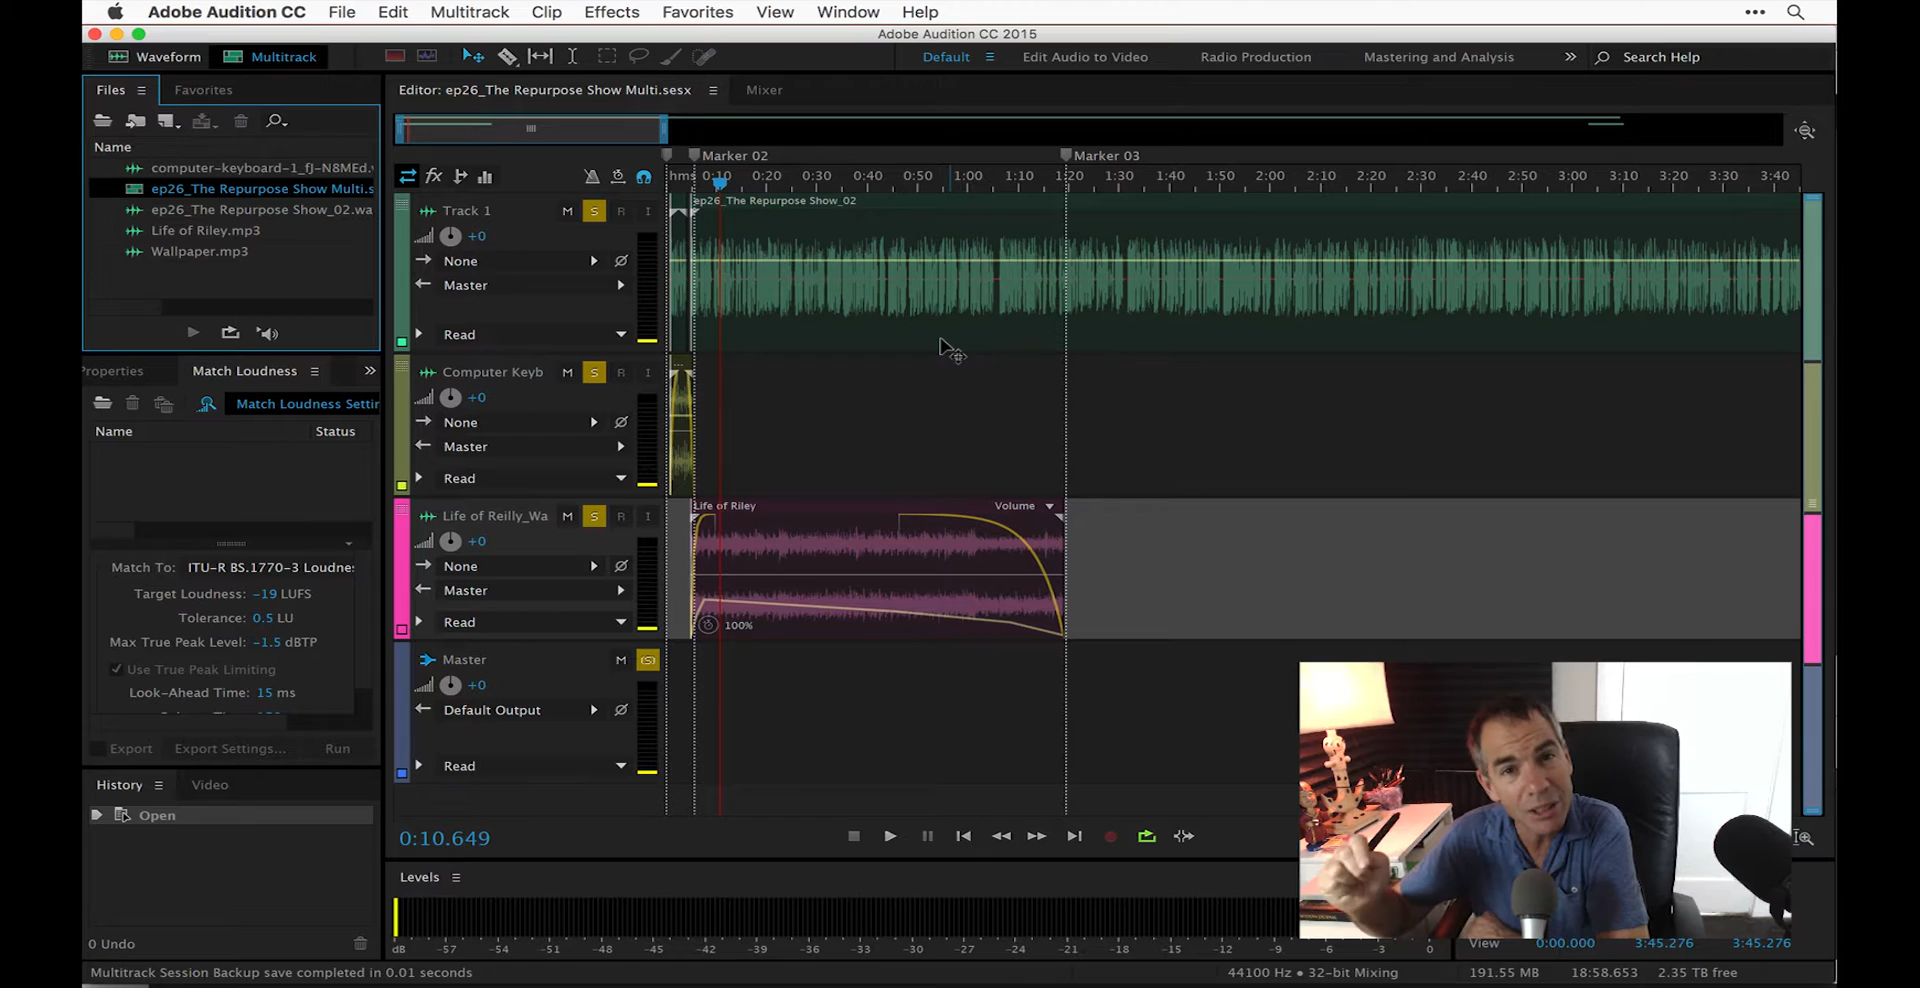 Adobe Audition CC File Edit Multitrack Clip Effects Favorites View Window Help
Adobe Audition CC 2015
Waveform Multitrack Default Edit Audio to Video Radio Production Mastering and Analysis Search Help
Files Favorites
Name
computer-keyboard-1_fJ-N8MEd.
ep26_The Repurpose Show Multi.s
ep26_The Repurpose Show_02.wa
Life of Riley.mp3
Wallpaper.mp3
Properties Match Loudness
Match Loudness Settin
Name Status
Match To: ITU-R BS.1770-3 Loudne
Target Loudness: -19 LUFS
Tolerance: 0.5 LU
Max True Peak Level: -1.5 dBTP
Use True Peak Limiting
Look-Ahead Time: 15 ms
Export Export Settings... Run
History Video
Open
0 Undo
Editor: ep26_The Repurpose Show Multi.sesx Mixer
Marker 02 Marker 03
hms 0:10 0:20 0:30 0:40 0:50 1:00 1:10 1:20 1:30 1:40 1:50 2:00 2:10 2:20 2:30 2:40 2:50 3:00 3:10 3:20 3:30 3:40
fx
Track 1 M S R I
ep26_The Repurpose Show_02
+0
None
Master
Read
Computer Keyb M S R I
...
+0
None
Master
Read
Life of Reilly_Wa M S R I
Life of Riley Volume
+0
None
Master
Read
100%
Master M (S)
+0
Default Output
Read
0:10.649
Levels
dB -57 -54 -51 -48 -45 -42 -39 -36 -33 -30 -27 -24 -21 -18 -15 -12 -9 -6 -3 0
View 0:00.000 3:45.276 3:45.276
Multitrack Session Backup save completed in 0.01 seconds
44100 Hz • 32-bit Mixing 191.55 MB 18:58.653 2.35 TB free